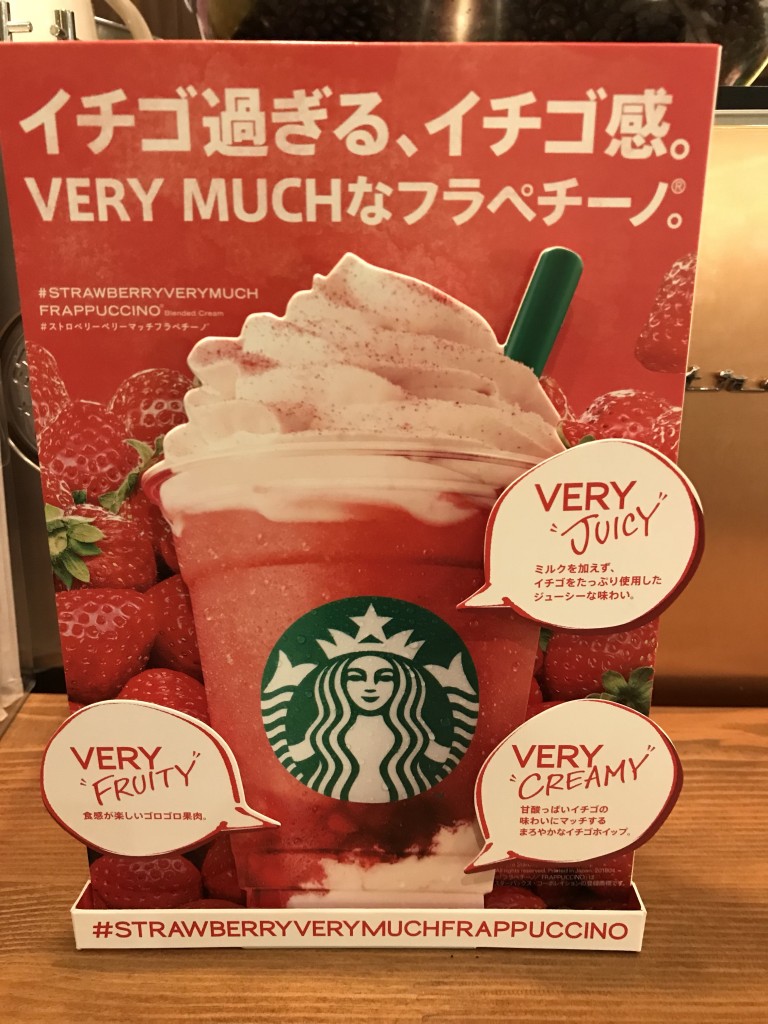 イチゴ過ぎる、イチゴ感。
VERY MUCHなフラペチーノ®。
#STRAWBERRYVERYMUCH
FRAPPUCCINO® Blended Cream
#ストロベリーベリーマッチフラペチーノ®
VERY
"JUICY"
ミルクを加えず、
イチゴをたっぷり使用した
ジューシーな味わい。
VERY
"FRUITY"
食感が楽しいゴロゴロ果肉。
VERY
"CREAMY"
甘酸っぱいイチゴの
味わいにマッチする
まろやかなイチゴホイップ。
#STRAWBERRYVERYMUCHFRAPPUCCINO